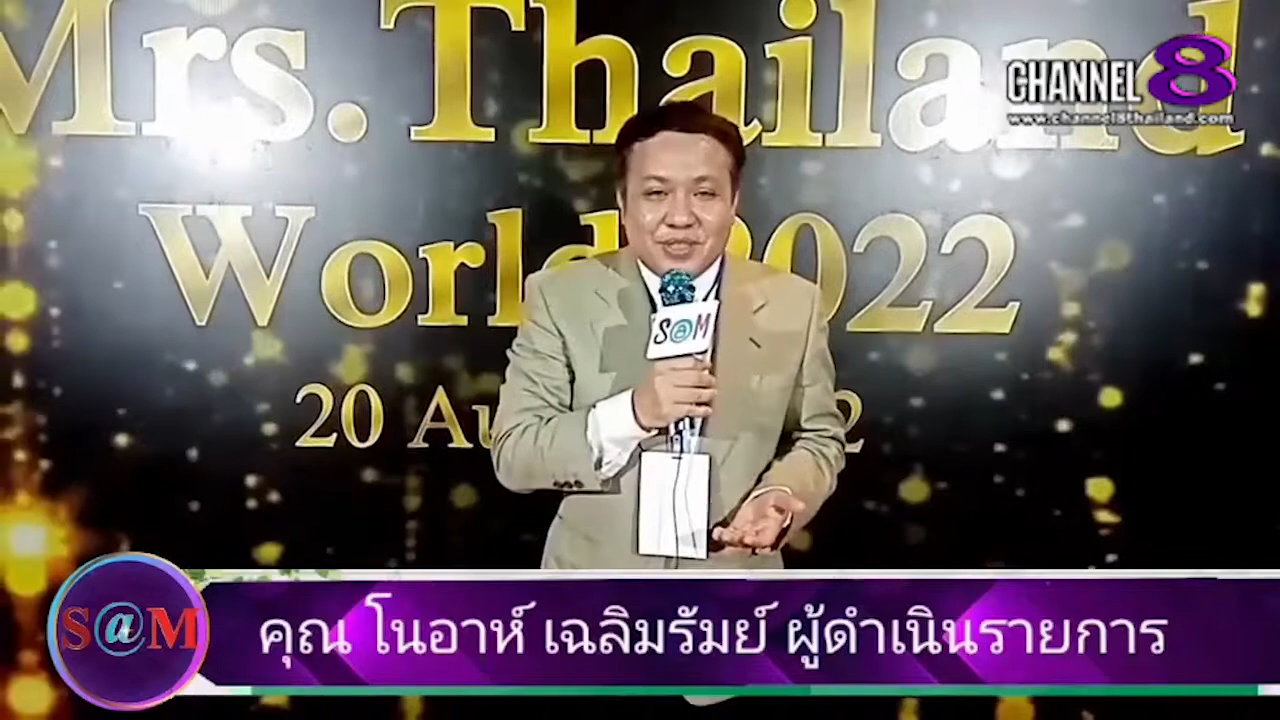 Mrs. Thailand
CHANNEL 8
www.channel8thailand.com
World 2022
20 Au 2
S@M
S@M
คุณ โนอาห์ เฉลิมรัมย์ ผู้ดำเนินรายการ